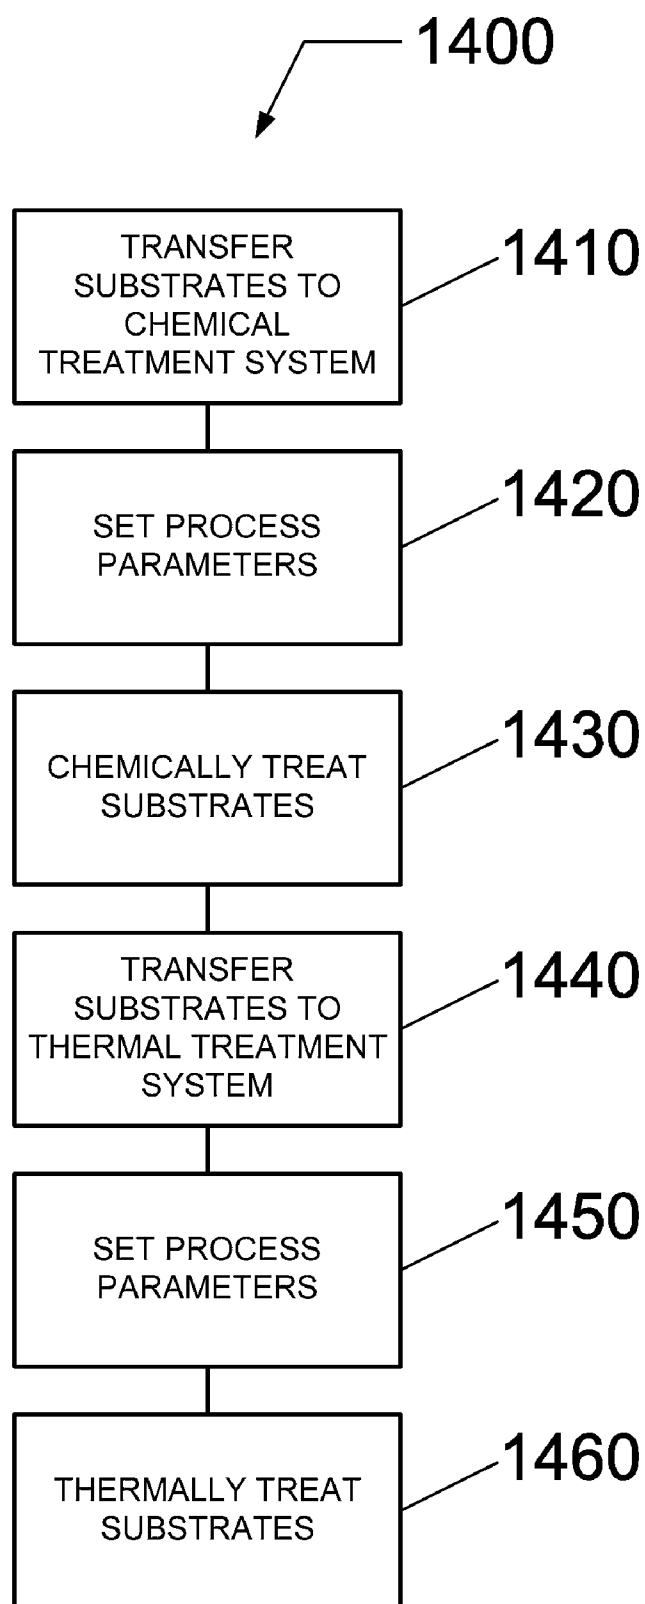 1400
TRANSFER
SUBSTRATES TO
CHEMICAL
TREATMENT SYSTEM
1410
SET PROCESS
PARAMETERS
1420
CHEMICALLY TREAT
SUBSTRATES
1430
TRANSFER
SUBSTRATES TO
THERMAL TREATMENT
SYSTEM
1440
SET PROCESS
PARAMETERS
1450
THERMALLY TREAT
SUBSTRATES
1460